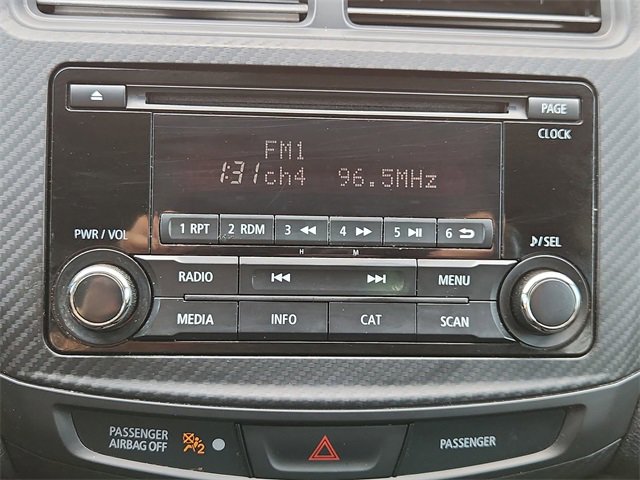 PAGE
CLOCK
FM1
1:31 ch4 96.5MHz
PWR / VOL
1 RPT 2 RDM 3 4 5 6
H M
♪/SEL
RADIO MENU
MEDIA INFO CAT SCAN
PASSENGER
AIRBAG OFF
2
PASSENGER